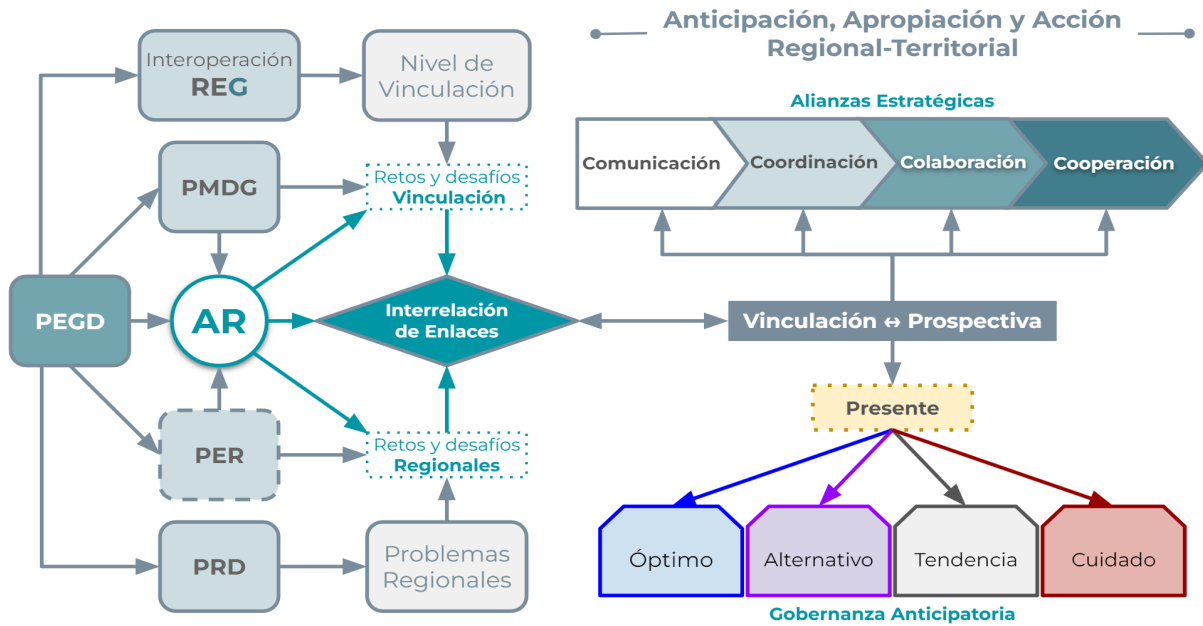 Interoperación
REG
Nivel de
Vinculación
PMDG
Retos y desafíos
Vinculación
PEGD
AR
Interrelación
de Enlaces
PER
Retos y desafíos
Regionales
PRD
Problemas
Regionales
Anticipación, Apropiación y Acción
Regional-Territorial
Alianzas Estratégicas
Comunicación
Coordinación
Colaboración
Cooperación
Vinculación ↔ Prospectiva
Presente
Óptimo
Alternativo
Tendencia
Cuidado
Gobernanza Anticipatoria